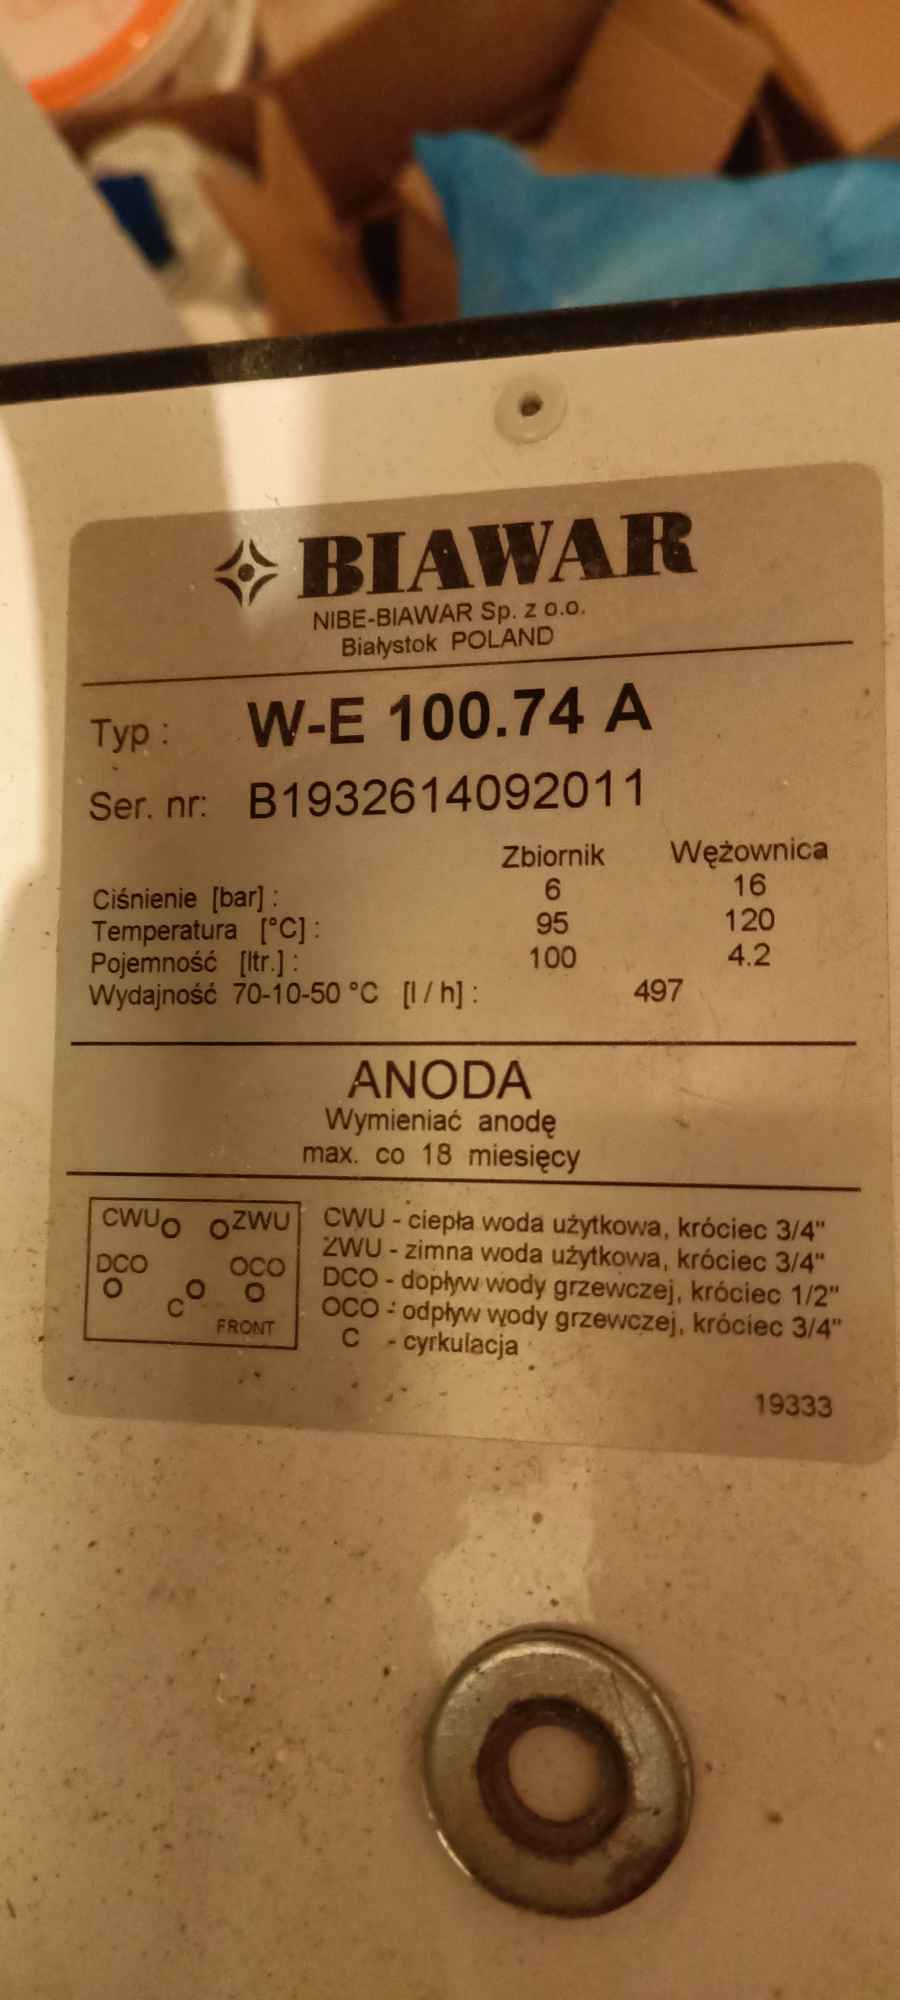 BIAWAR
NIBE-BIAWAR Sp. z o.o.
Białystok POLAND
Typ : W-E 100.74 A
Ser. nr: B1932614092011
Zbiornik Wężownica
Ciśnienie [bar] : 6 16
Temperatura [°C] : 95 120
Pojemność [ltr.] : 100 4.2
Wydajność 70-10-50 °C [l / h] : 497
ANODA
Wymieniać anodę
max. co 18 miesięcy
CWU ZWU
DCO OCO
C
FRONT
CWU - ciepła woda użytkowa, króciec 3/4"
ZWU - zimna woda użytkowa, króciec 3/4"
DCO - dopływ wody grzewczej, króciec 1/2"
OCO - odpływ wody grzewczej, króciec 3/4"
C - cyrkulacja
19333